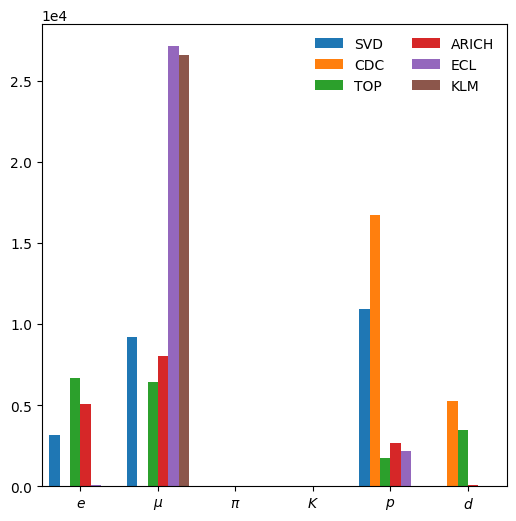 1e4
SVD ARICH
CDC ECL
TOP KLM
2.5
2.0
1.5
1.0
0.5
0.0
e μ π K p d